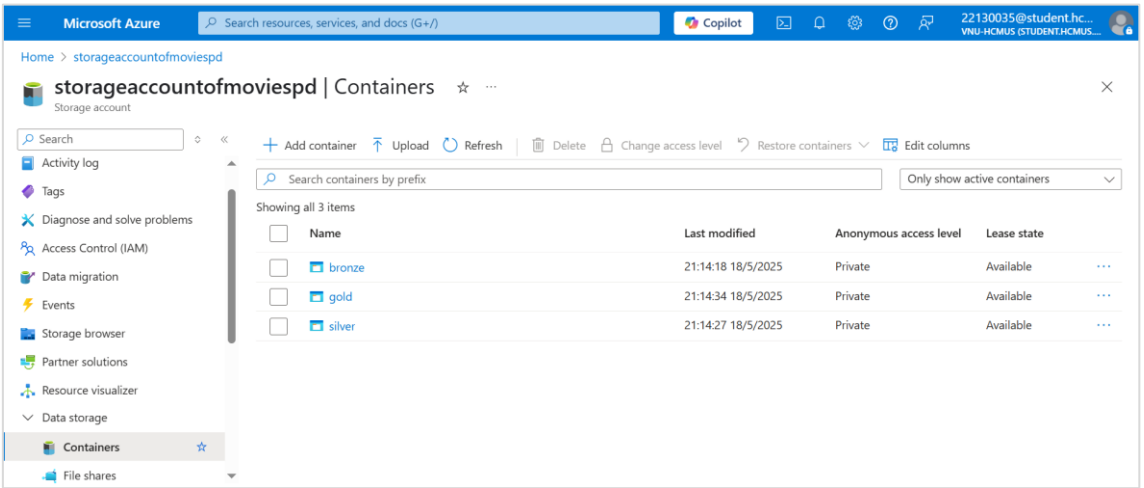 Microsoft Azure
Search resources, services, and docs (G+/)
Copilot
22130035@student.hc...
VNU-HCMUS (STUDENT.HCMUS....
Home > storageaccountofmoviespd
storageaccountofmoviespd | Containers
Storage account
Search
Activity log
Tags
Diagnose and solve problems
Access Control (IAM)
Data migration
Events
Storage browser
Partner solutions
Resource visualizer
Data storage
Containers
File shares
Add container Upload Refresh Delete Change access level Restore containers Edit columns
Search containers by prefix
Only show active containers
Showing all 3 items
Name Last modified Anonymous access level Lease state
bronze 21:14:18 18/5/2025 Private Available
gold 21:14:34 18/5/2025 Private Available
silver 21:14:27 18/5/2025 Private Available